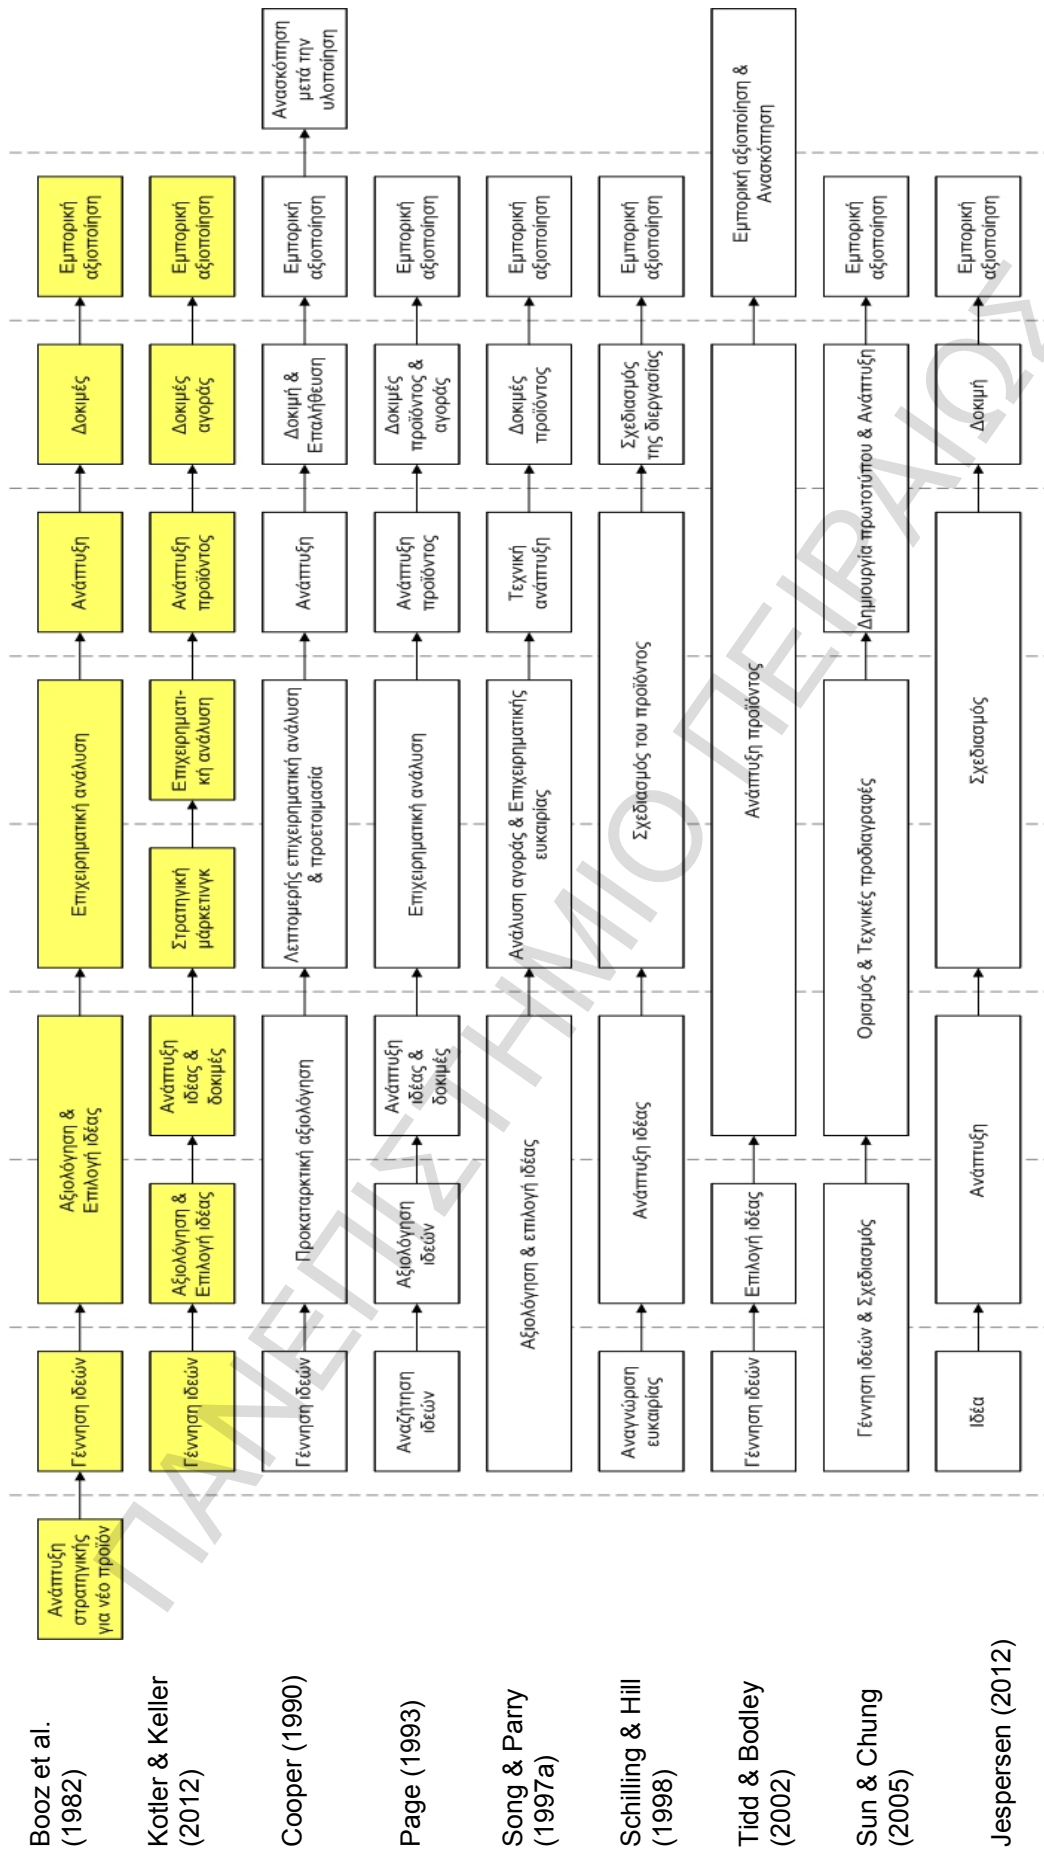 Booz et al.
(1982)
Ανάπτυξη
στρατηγικής
για νέο προϊόν
Γέννηση ιδεών
Αξιολόγηση &
Επιλογή ιδέας
Επιχειρηματική ανάλυση
Ανάπτυξη
Δοκιμές
Εμπορική
αξιοποίηση
Kotler & Keller
(2012)
Γέννηση ιδεών
Αξιολόγηση &
Επιλογή ιδέας
Ανάπτυξη
ιδέας &
δοκιμές
Στρατηγική
μάρκετινγκ
Επιχειρηματι-
κή ανάλυση
Ανάπτυξη
προϊόντος
Δοκιμές
αγοράς
Εμπορική
αξιοποίηση
Cooper (1990)
Γέννηση ιδεών
Προκαταρκτική αξιολόγηση
Λεπτομερής επιχειρηματική ανάλυση
& προετοιμασία
Ανάπτυξη
Δοκιμή &
Επαλήθευση
Εμπορική
αξιοποίηση
Ανασκόπηση
μετά την
υλοποίηση
Page (1993)
Αναζήτηση
ιδεών
Αξιολόγηση
ιδεών
Ανάπτυξη
ιδέας &
δοκιμές
Επιχειρηματική ανάλυση
Ανάπτυξη
προϊόντος
Δοκιμές
προϊόντος &
αγοράς
Εμπορική
αξιοποίηση
Song & Parry
(1997a)
Αξιολόγηση & επιλογή ιδέας
Ανάλυση αγοράς & Επιχειρηματικής
ευκαιρίας
Τεχνική
ανάπτυξη
Δοκιμές
προϊόντος
Εμπορική
αξιοποίηση
Schilling & Hill
(1998)
Αναγνώριση
ευκαιρίας
Ανάπτυξη ιδέας
Σχεδιασμός του προϊόντος
Σχεδιασμός
της διεργασίας
Εμπορική
αξιοποίηση
Tidd & Bodley
(2002)
Γέννηση ιδεών
Επιλογή ιδέας
Ανάπτυξη προϊόντος
Εμπορική αξιοποίηση &
Ανασκόπηση
Sun & Chung
(2005)
Γέννηση ιδεών & Σχεδιασμός
Ορισμός & Τεχνικές προδιαγραφές
Δημιουργία πρωτοτύπου & Ανάπτυξη
Εμπορική
αξιοποίηση
Jespersen (2012)
Ιδέα
Ανάπτυξη
Σχεδιασμός
Δοκιμή
Εμπορική
αξιοποίηση
ΠΑΝΕΠΙΣΤΗΜΙΟ ΠΕΙΡΑΙΩΣ